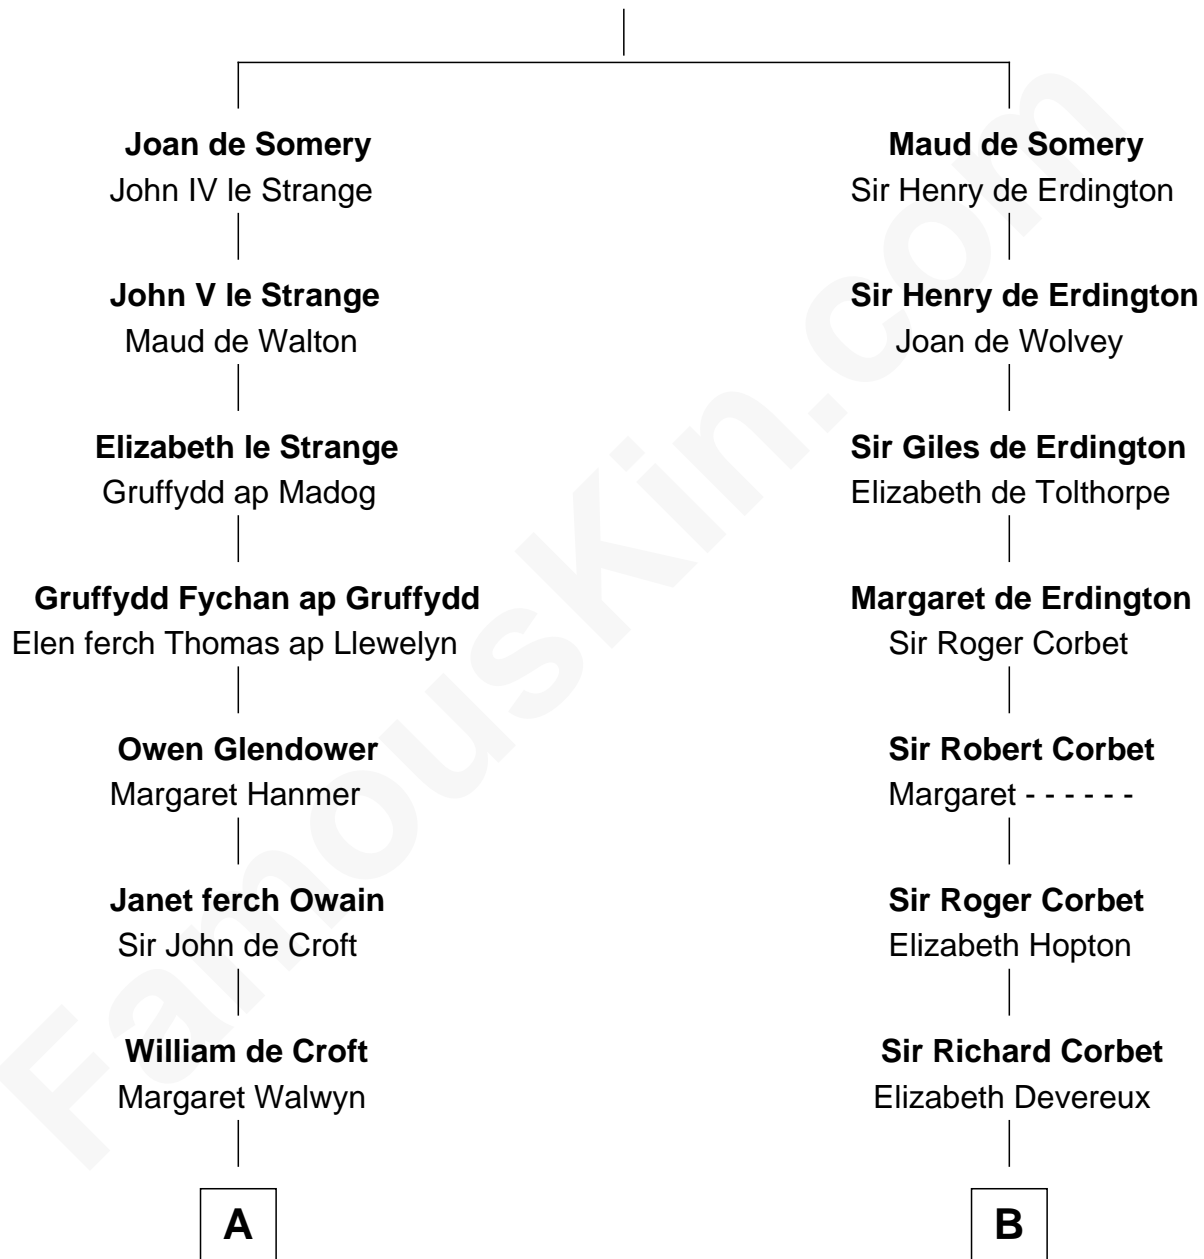 Joan de Somery
John IV le Strange
John V le Strange
Maud de Walton
Elizabeth le Strange
Gruffydd ap Madog
Gruffydd Fychan ap Gruffydd
Elen ferch Thomas ap Llewelyn
Owen Glendower
Margaret Hanmer
Janet ferch Owain
Sir John de Croft
William de Croft
Margaret Walwyn
A
Maud de Somery
Sir Henry de Erdington
Sir Henry de Erdington
Joan de Wolvey
Sir Giles de Erdington
Elizabeth de Tolthorpe
Margaret de Erdington
Sir Roger Corbet
Sir Robert Corbet
Margaret - - - - - -
Sir Roger Corbet
Elizabeth Hopton
Sir Richard Corbet
Elizabeth Devereux
B
FamousKin.com